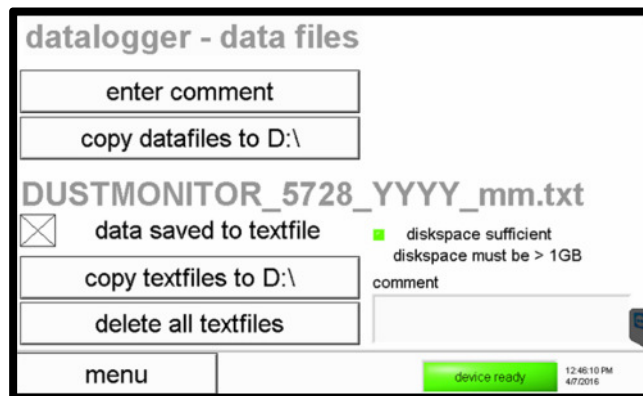 datalogger - data files
enter comment
copy datafiles to D:\
DUSTMONITOR_5728_YYYY_mm.txt
data saved to textfile
diskspace sufficient
diskspace must be > 1GB
copy textfiles to D:\
comment
delete all textfiles
menu
device ready
12:46:10 PM
4/7/2016